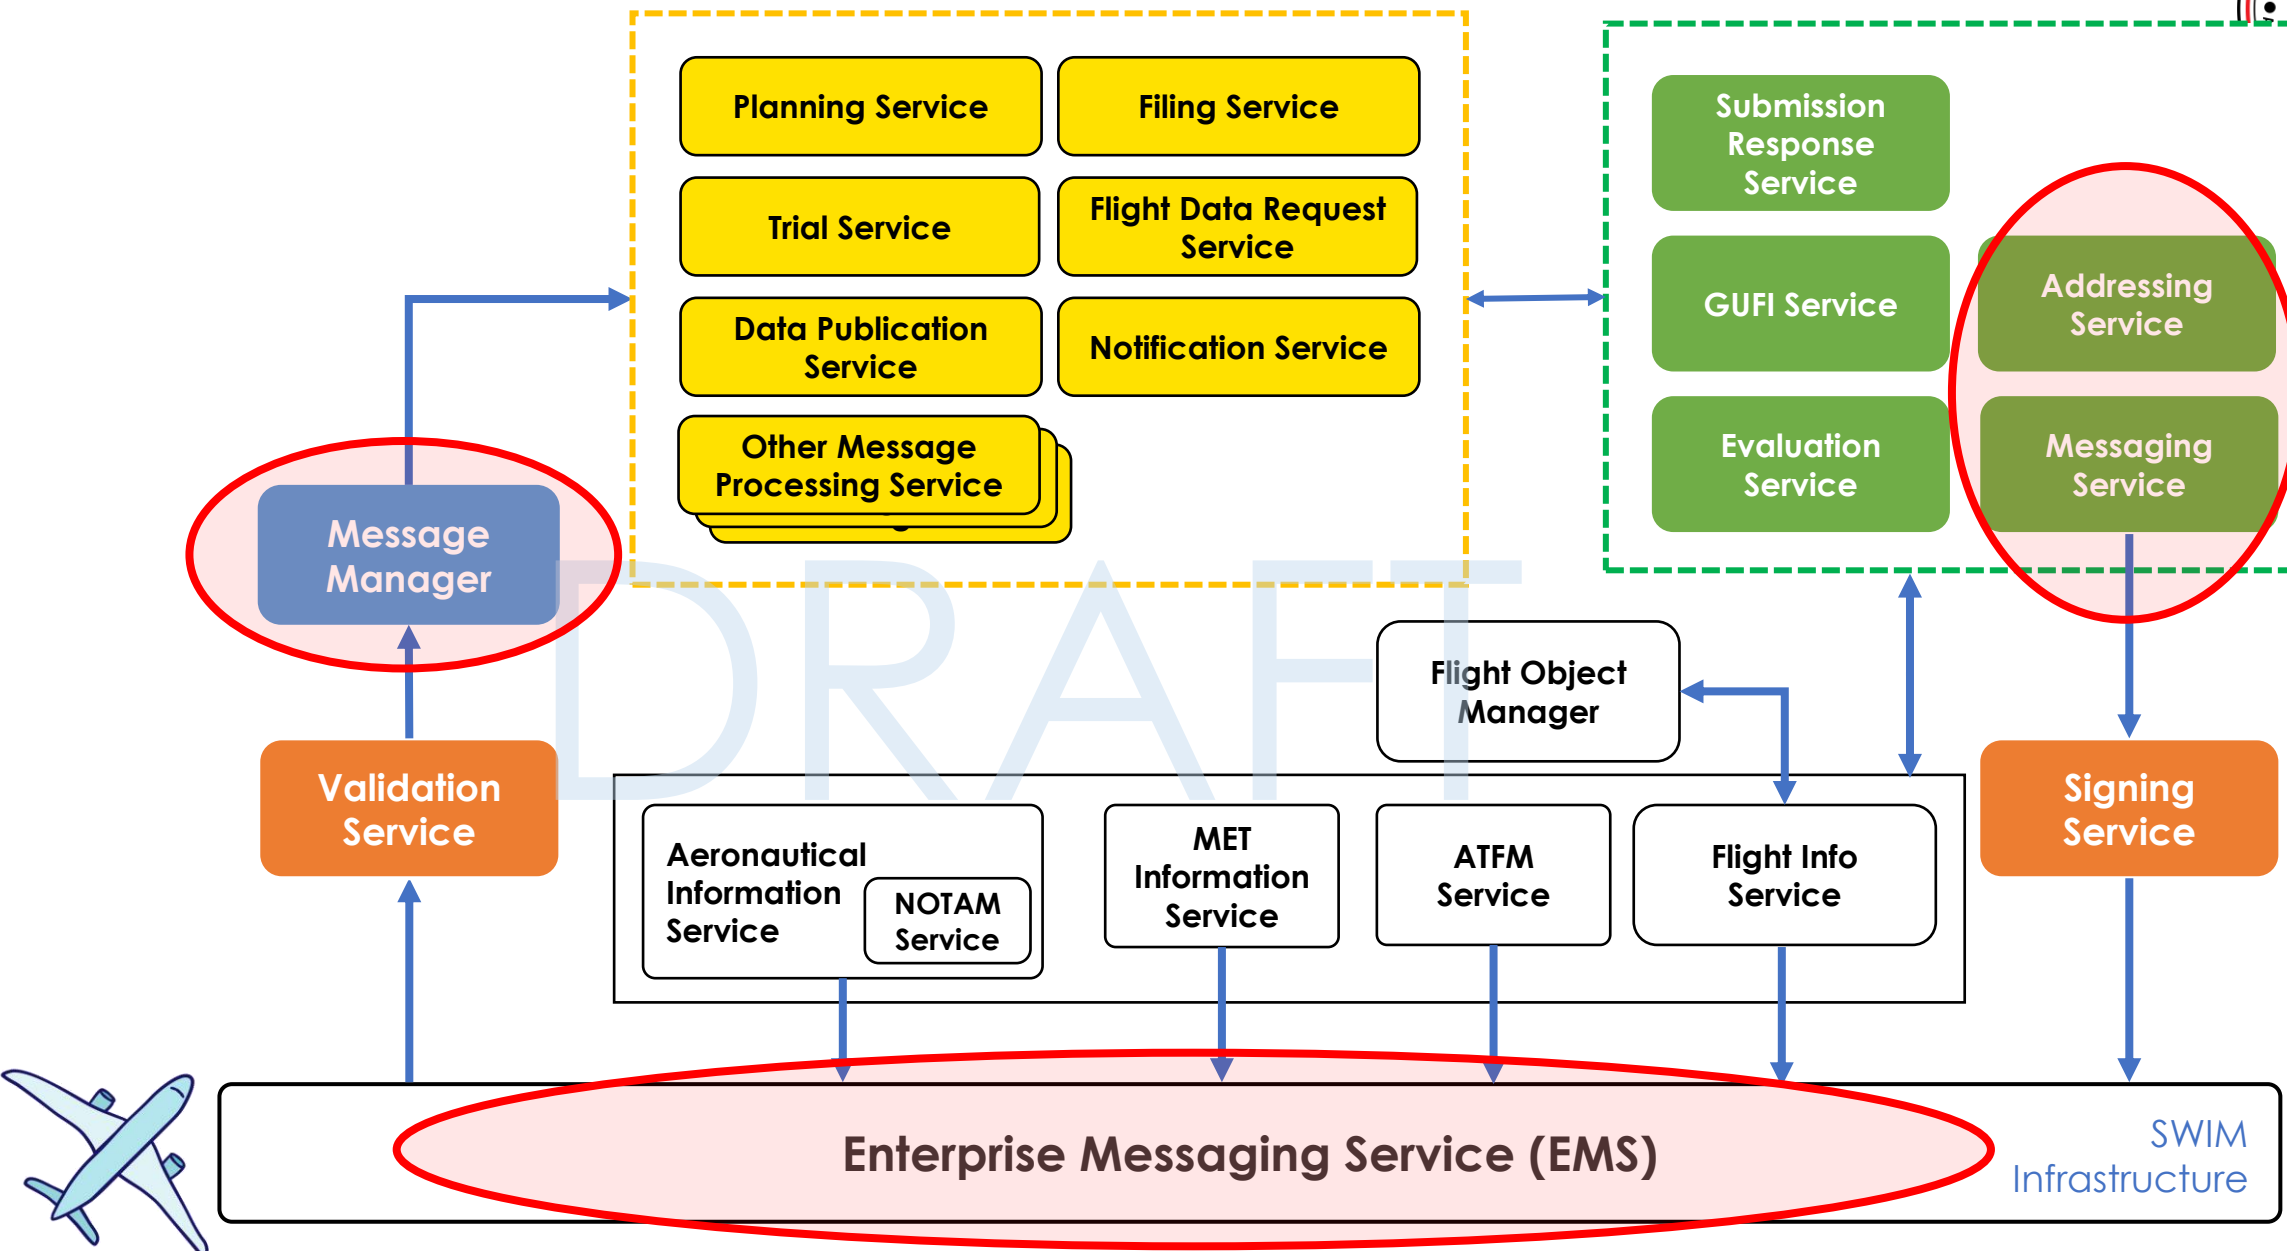 Planning Service
Filing Service
Trial Service
Flight Data Request
Service
Data Publication
Service
Notification Service
Other Message
Processing Service
Submission
Response
Service
GUFI Service
Addressing
Service
Evaluation
Service
Messaging
Service
Message
Manager
DRAFT
Flight Object
Manager
Validation
Service
Signing
Service
Aeronautical
Information
Service
NOTAM
Service
MET
Information
Service
ATFM
Service
Flight Info
Service
Enterprise Messaging Service (EMS)
SWIM
Infrastructure